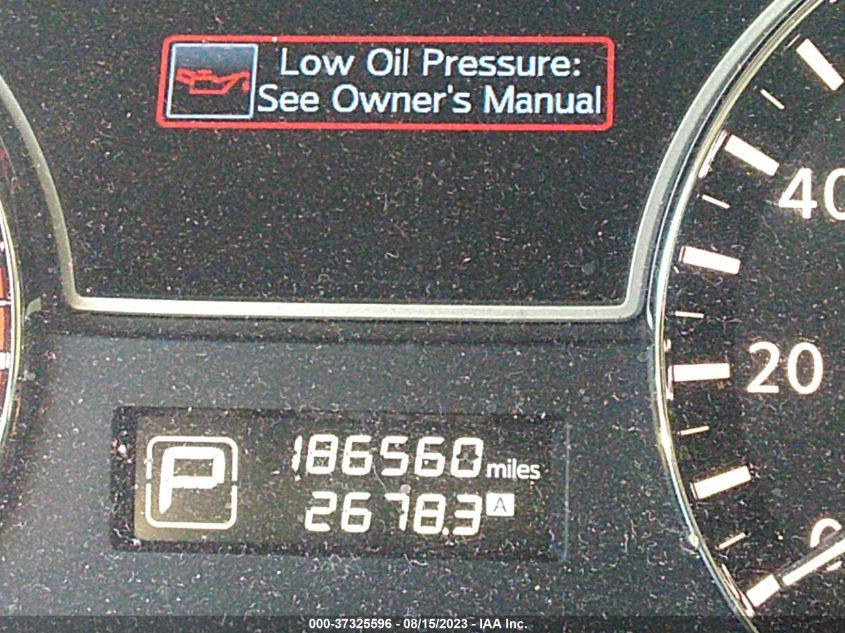 Low Oil Pressure:
See Owner's Manual
40
20
0
P
186560 miles
2678.3 A
000-37325596 - 08/15/2023 - IAA Inc.